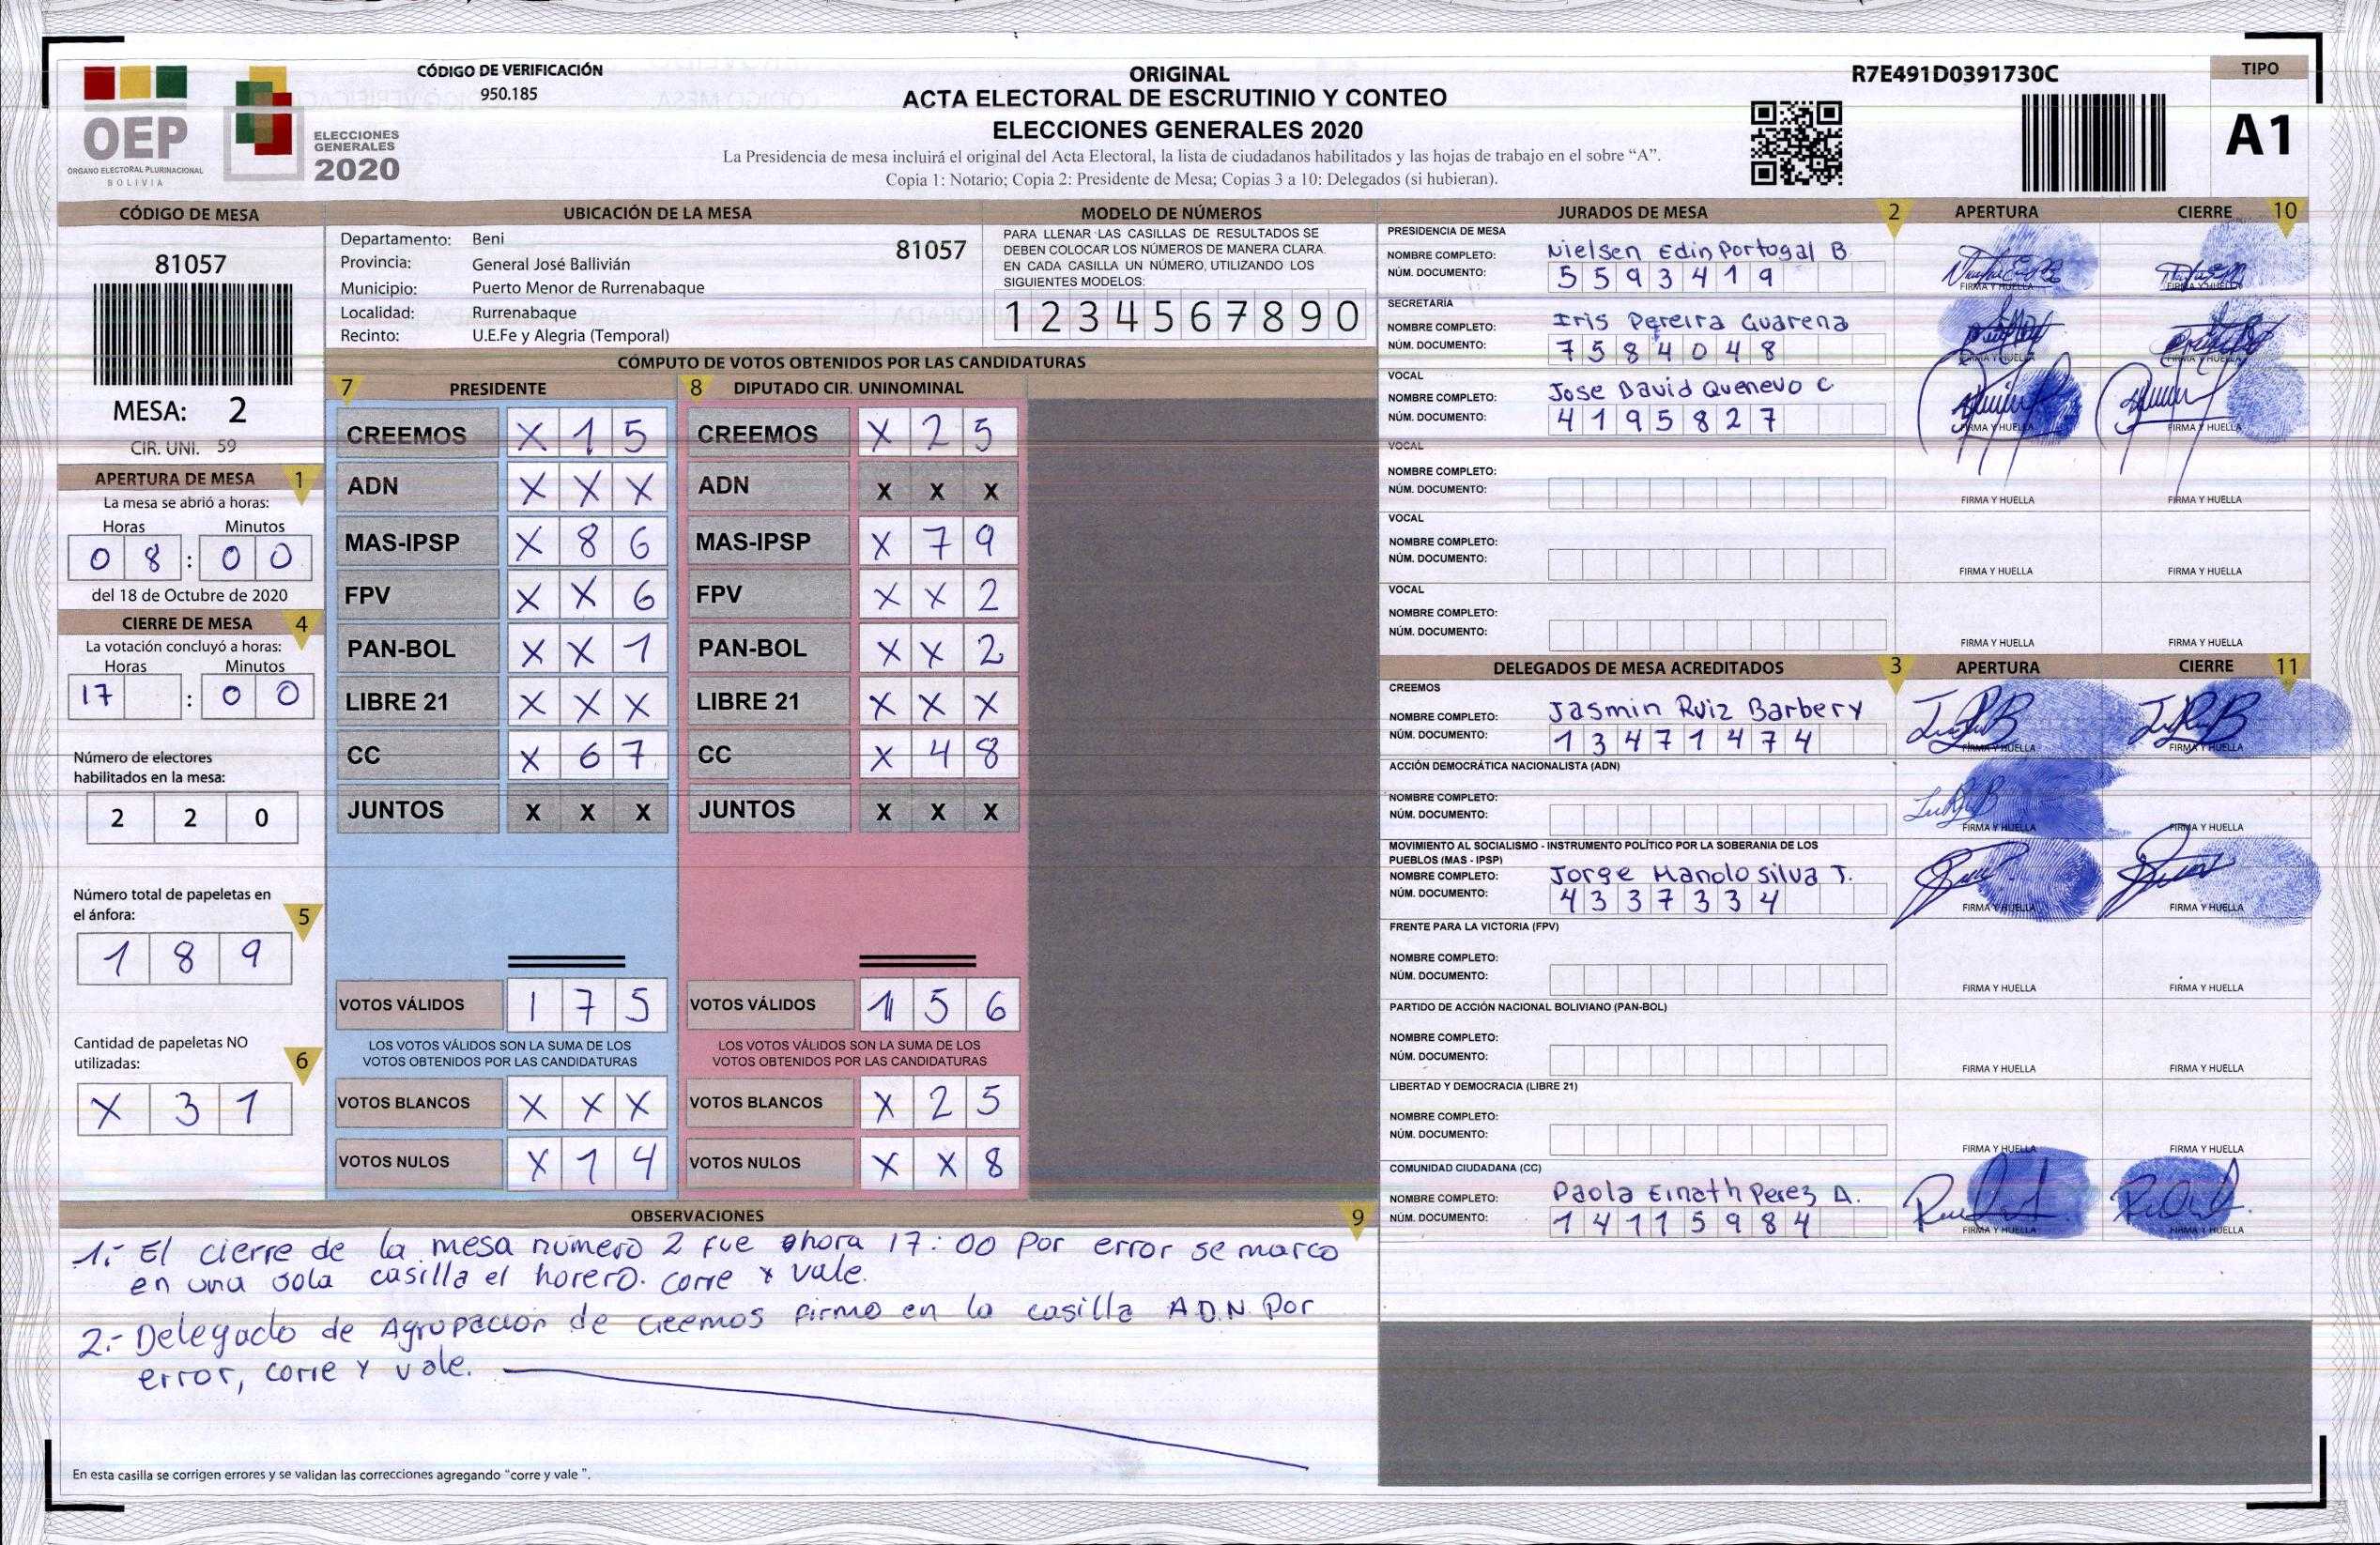 OEP
ÓRGANO ELECTORAL PLURINACIONAL
BOLIVIA
ELECCIONES
GENERALES
2020
CÓDIGO DE VERIFICACIÓN
950.185
ORIGINAL
ACTA ELECTORAL DE ESCRUTINIO Y CONTEO
ELECCIONES GENERALES 2020
La Presidencia de mesa incluirá el original del Acta Electoral, la lista de ciudadanos habilitados y las hojas de trabajo en el sobre “A”.
Copia 1: Notario; Copia 2: Presidente de Mesa; Copias 3 a 10: Delegados (si hubieran).
R7E491D0391730C
TIPO
A1
CÓDIGO DE MESA
81057
MESA: 2
CIR. UNI. 59
APERTURA DE MESA 1
La mesa se abrió a horas:
Horas Minutos
0 8 : 0 0
del 18 de Octubre de 2020
CIERRE DE MESA 4
La votación concluyó a horas:
Horas Minutos
17 : 0 0
Número de electores
habilitados en la mesa:
2 2 0
Número total de papeletas en
el ánfora:
5
1 8 9
Cantidad de papeletas NO
utilizadas:
6
X 3 1
UBICACIÓN DE LA MESA
Departamento: Beni
81057
Provincia: General José Ballivián
Municipio: Puerto Menor de Rurrenabaque
Localidad: Rurrenabaque
Recinto: U.E.Fe y Alegria (Temporal)
MODELO DE NÚMEROS
PARA LLENAR LAS CASILLAS DE RESULTADOS SE
DEBEN COLOCAR LOS NÚMEROS DE MANERA CLARA.
EN CADA CASILLA UN NÚMERO, UTILIZANDO LOS
SIGUIENTES MODELOS:
1 2 3 4 5 6 7 8 9 0
CÓMPUTO DE VOTOS OBTENIDOS POR LAS CANDIDATURAS
7 PRESIDENTE
CREEMOS X 1 5
ADN X X X
MAS-IPSP X 8 6
FPV X X 6
PAN-BOL X X 1
LIBRE 21 X X X
CC X 6 7
JUNTOS X X X
VOTOS VÁLIDOS 1 7 5
LOS VOTOS VÁLIDOS SON LA SUMA DE LOS
VOTOS OBTENIDOS POR LAS CANDIDATURAS
VOTOS BLANCOS X X X
VOTOS NULOS X 1 4
8 DIPUTADO CIR. UNINOMINAL
CREEMOS X 2 5
ADN X X X
MAS-IPSP X 7 9
FPV X X 2
PAN-BOL X X 2
LIBRE 21 X X X
CC X 4 8
JUNTOS X X X
VOTOS VÁLIDOS 1 5 6
LOS VOTOS VÁLIDOS SON LA SUMA DE LOS
VOTOS OBTENIDOS POR LAS CANDIDATURAS
VOTOS BLANCOS X 2 5
VOTOS NULOS X X 8
OBSERVACIONES 9
1.- El cierre de la mesa número 2 fue ahora 17:00 Por error se marco
en una sola casilla el horero. corre y vale.
2.- Delegado de Agrupacion de Creemos firmo en la casilla A.D.N. Por
error, corre y vale.
En esta casilla se corrigen errores y se validan las correcciones agregando “corre y vale ”.
JURADOS DE MESA 2 APERTURA CIERRE 10
PRESIDENCIA DE MESA
NOMBRE COMPLETO: Nielsen Edin Portogal B.
NÚM. DOCUMENTO: 5 5 9 3 4 1 9
FIRMA Y HUELLA FIRMA Y HUELLA
SECRETARÍA
NOMBRE COMPLETO: Iris Pereira Guarena
NÚM. DOCUMENTO: 7 5 8 4 0 4 8
FIRMA Y HUELLA FIRMA Y HUELLA
VOCAL
NOMBRE COMPLETO: Jose David Quenevo C
NÚM. DOCUMENTO: 4 1 9 5 8 2 7
FIRMA Y HUELLA FIRMA Y HUELLA
VOCAL
NOMBRE COMPLETO:
NÚM. DOCUMENTO:
FIRMA Y HUELLA FIRMA Y HUELLA
VOCAL
NOMBRE COMPLETO:
NÚM. DOCUMENTO:
FIRMA Y HUELLA FIRMA Y HUELLA
VOCAL
NOMBRE COMPLETO:
NÚM. DOCUMENTO:
FIRMA Y HUELLA FIRMA Y HUELLA
DELEGADOS DE MESA ACREDITADOS 3 APERTURA CIERRE 11
CREEMOS
NOMBRE COMPLETO: Jasmin Ruiz Barbery
NÚM. DOCUMENTO: 1 3 4 7 1 4 7 4
FIRMA Y HUELLA FIRMA Y HUELLA
ACCIÓN DEMOCRÁTICA NACIONALISTA (ADN)
NOMBRE COMPLETO:
NÚM. DOCUMENTO:
FIRMA Y HUELLA FIRMA Y HUELLA
MOVIMIENTO AL SOCIALISMO - INSTRUMENTO POLÍTICO POR LA SOBERANIA DE LOS
PUEBLOS (MAS - IPSP)
NOMBRE COMPLETO: Jorge Manolo Silva T.
NÚM. DOCUMENTO: 4 3 3 7 3 3 4
FIRMA Y HUELLA FIRMA Y HUELLA
FRENTE PARA LA VICTORIA (FPV)
NOMBRE COMPLETO:
NÚM. DOCUMENTO:
FIRMA Y HUELLA FIRMA Y HUELLA
PARTIDO DE ACCIÓN NACIONAL BOLIVIANO (PAN-BOL)
NOMBRE COMPLETO:
NÚM. DOCUMENTO:
FIRMA Y HUELLA FIRMA Y HUELLA
LIBERTAD Y DEMOCRACIA (LIBRE 21)
NOMBRE COMPLETO:
NÚM. DOCUMENTO:
FIRMA Y HUELLA FIRMA Y HUELLA
COMUNIDAD CIUDADANA (CC)
NOMBRE COMPLETO: Paola Einath Perez A.
NÚM. DOCUMENTO: 1 4 1 1 5 9 8 4
FIRMA Y HUELLA FIRMA Y HUELLA